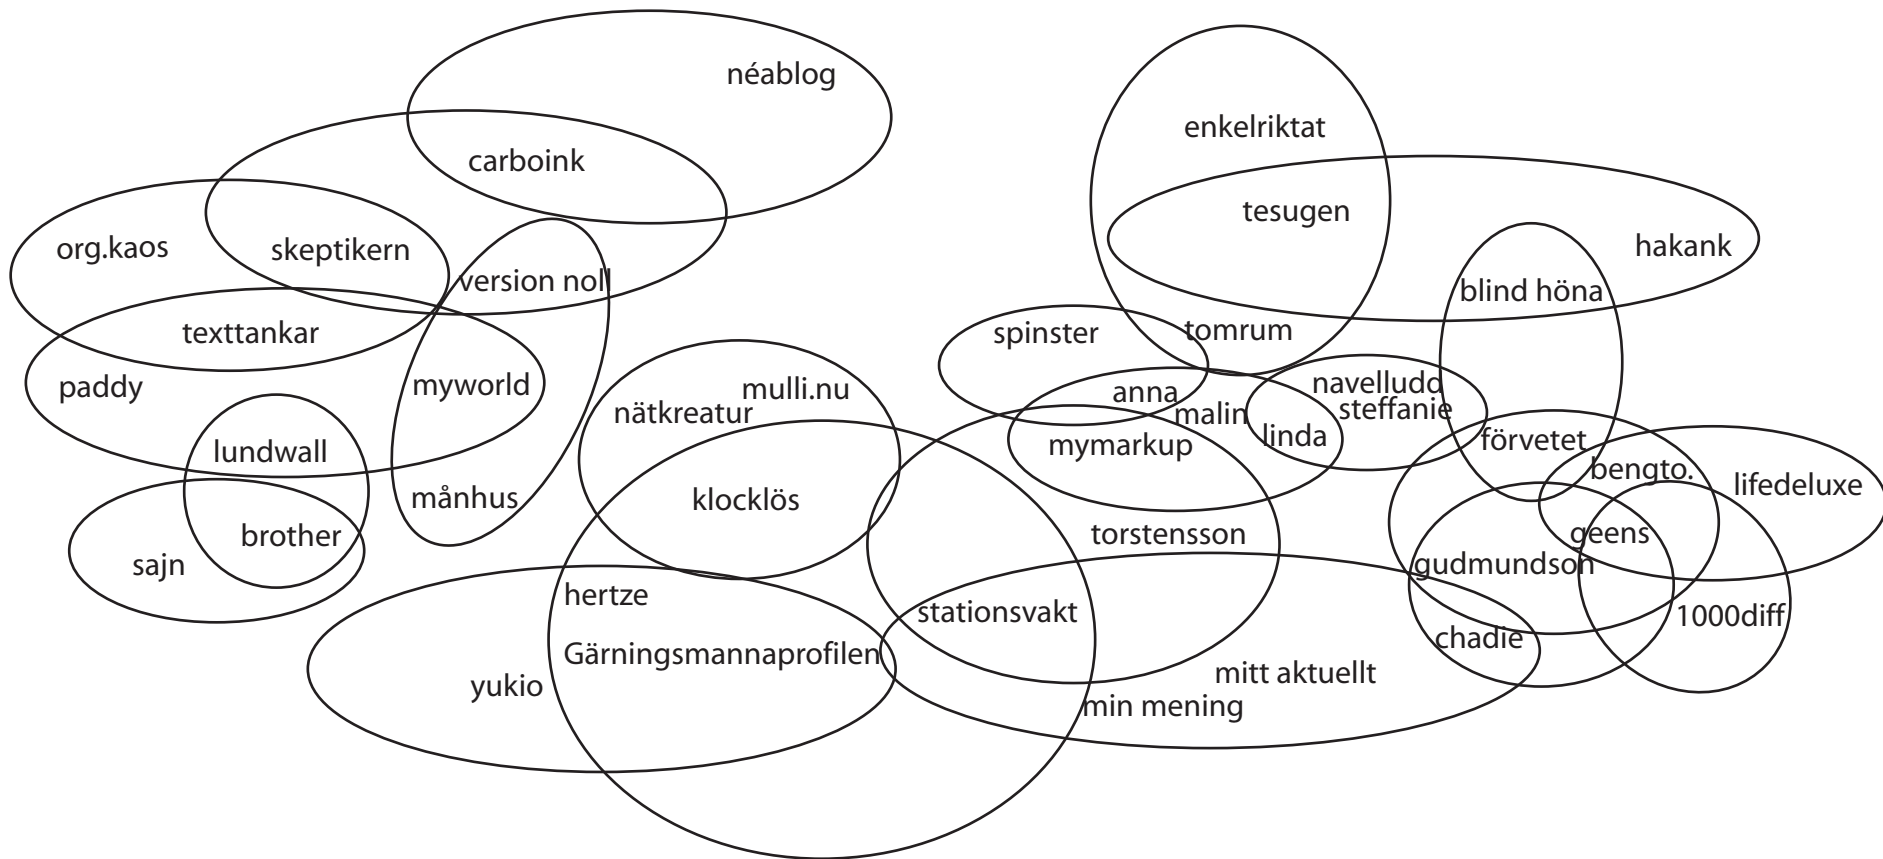 néablog
enkelriktat
carboink
tesugen
org.kaos
skeptikern
hakank
version noll
blind höna
texttankar
spinster
tomrum
paddy
myworld
mulli.nu
nätkreatur
anna
malin
navelludd
steffanie
linda
mymarkup
förvetet
lundwall
bengto.
lifedeluxe
månhus
klocklös
brother
torstensson
geens
sajn
gudmundson
hertze
stationsvakt
1000diff
chadie
Gärningsmannaprofilen
yukio
mitt aktuellt
min mening